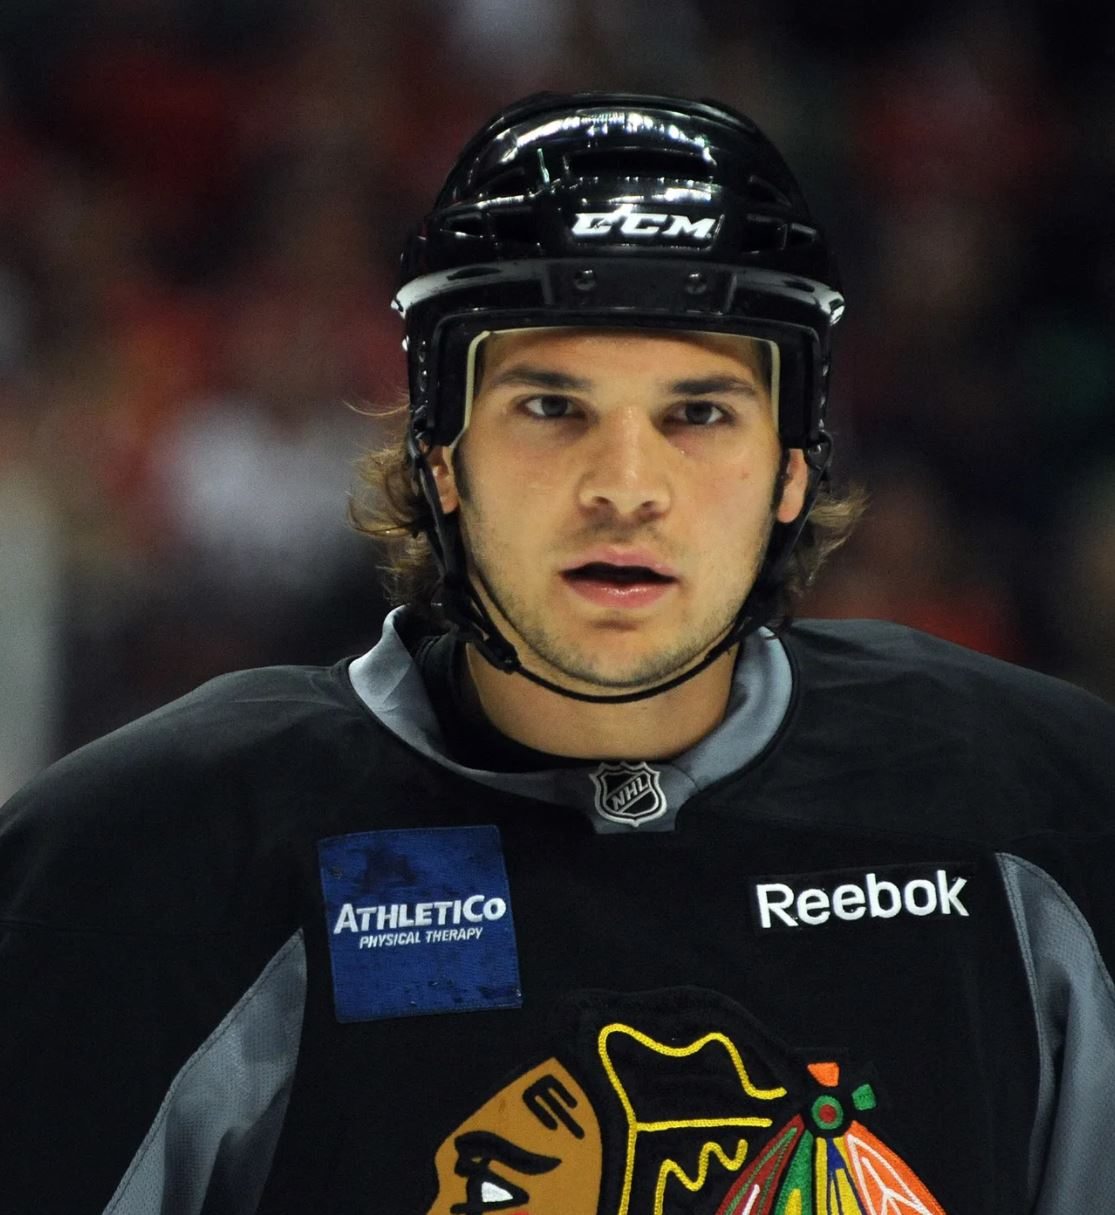 CCM
NHL
ATHLETICO
PHYSICAL THERAPY
Reebok